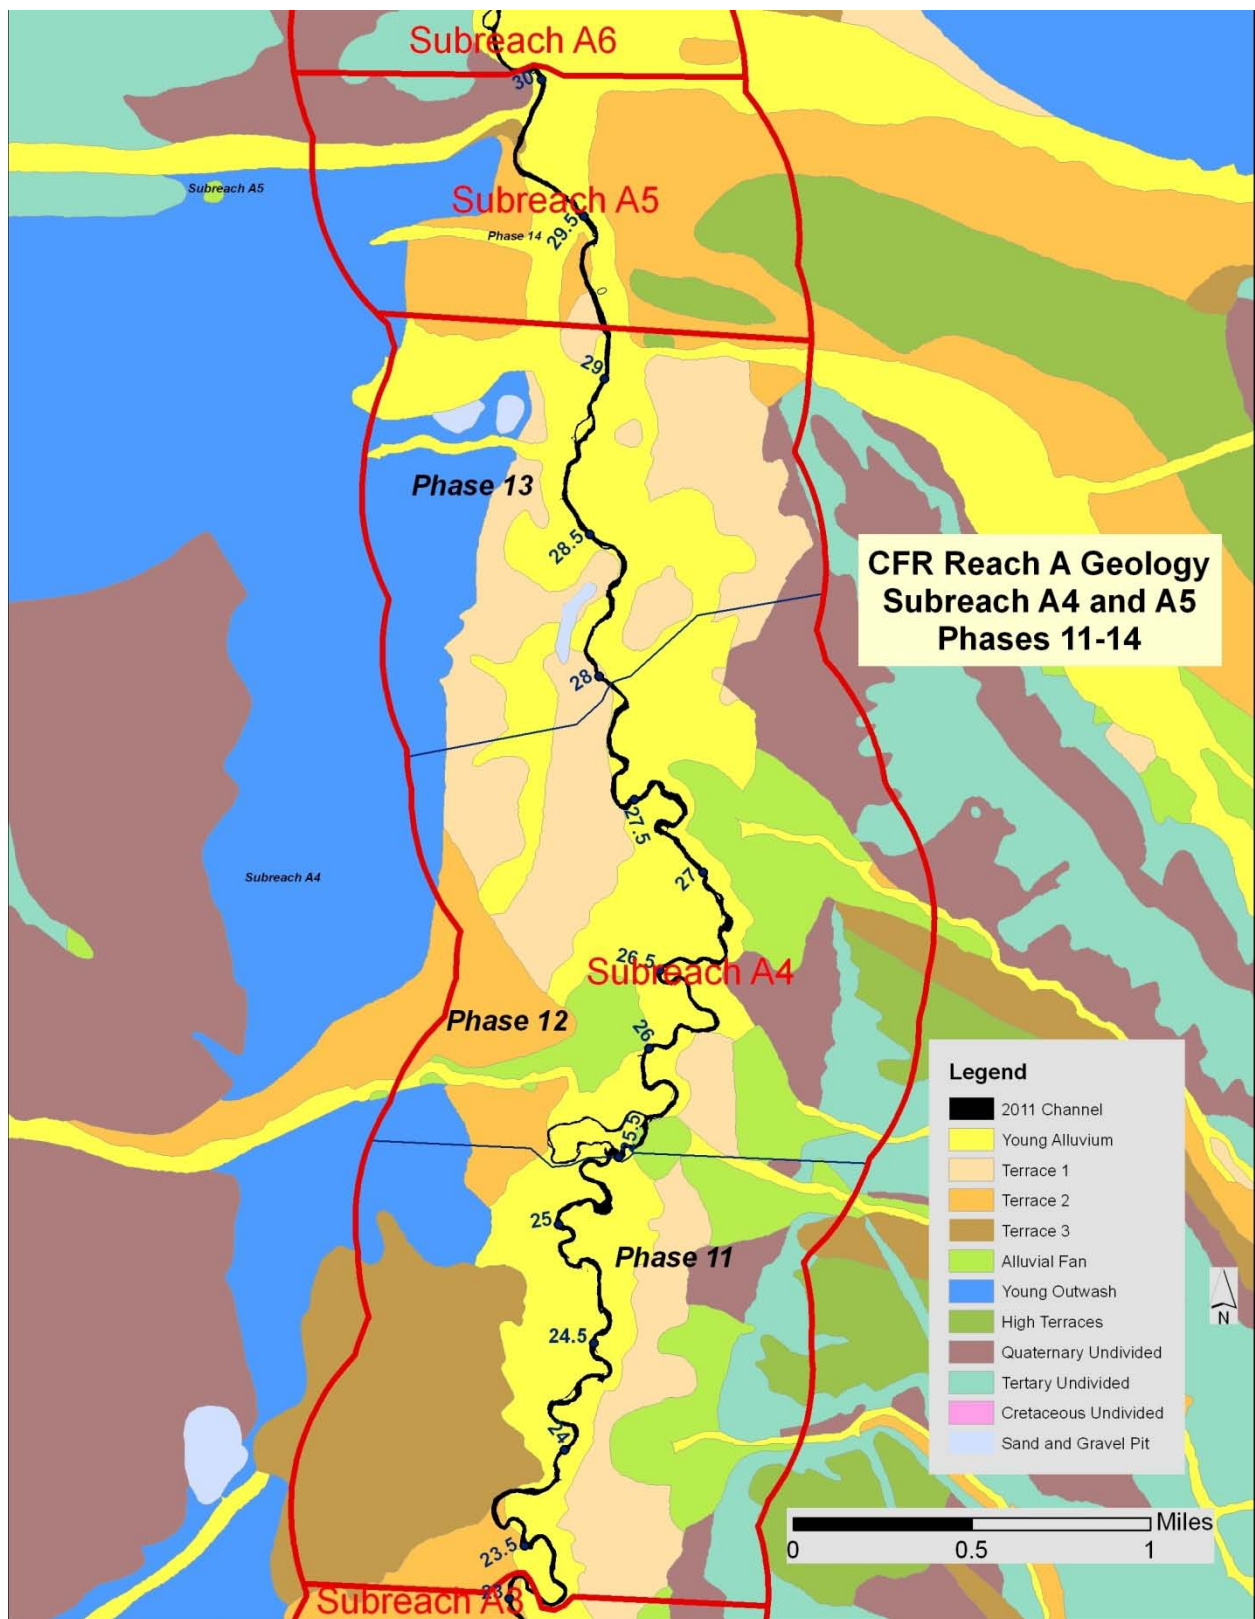 Subreach A6
30
Subreach A5
Subreach A5
29.5
Phase 14
29
Phase 13
28.5
CFR Reach A Geology
Subreach A4 and A5
Phases 11-14
28
27.5
27
Subreach A4
26.5
Subreach A4
Phase 12
26
5.5
25
Phase 11
24.5
24
23.5
23
Subreach A3
Legend
2011 Channel
Young Alluvium
Terrace 1
Terrace 2
Terrace 3
Alluvial Fan
Young Outwash
High Terraces
Quaternary Undivided
Tertary Undivided
Cretaceous Undivided
Sand and Gravel Pit
N
Miles
0 0.5 1